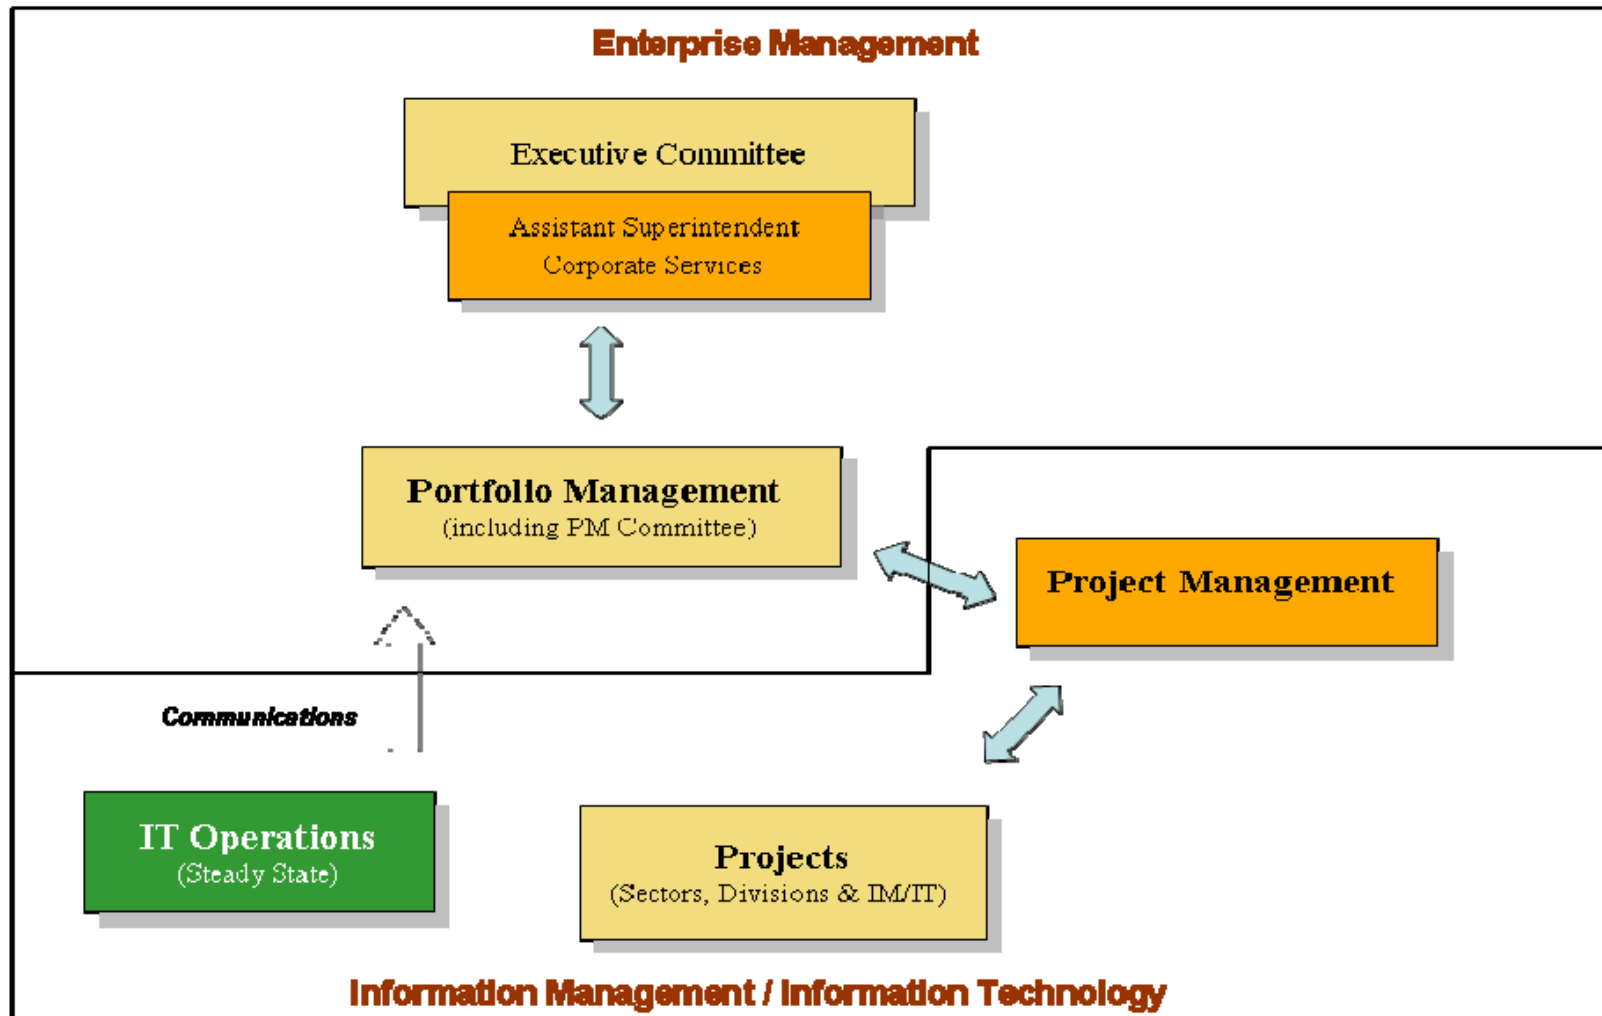 Enterprise Management
Executive Committee
Assistant Superintendent
Corporate Services
Portfolio Management
(including PM Committee)
Project Management
Communications
IT Operations
(Steady State)
Projects
(Sectors, Divisions & IM/IT)
Information Management / Information Technology